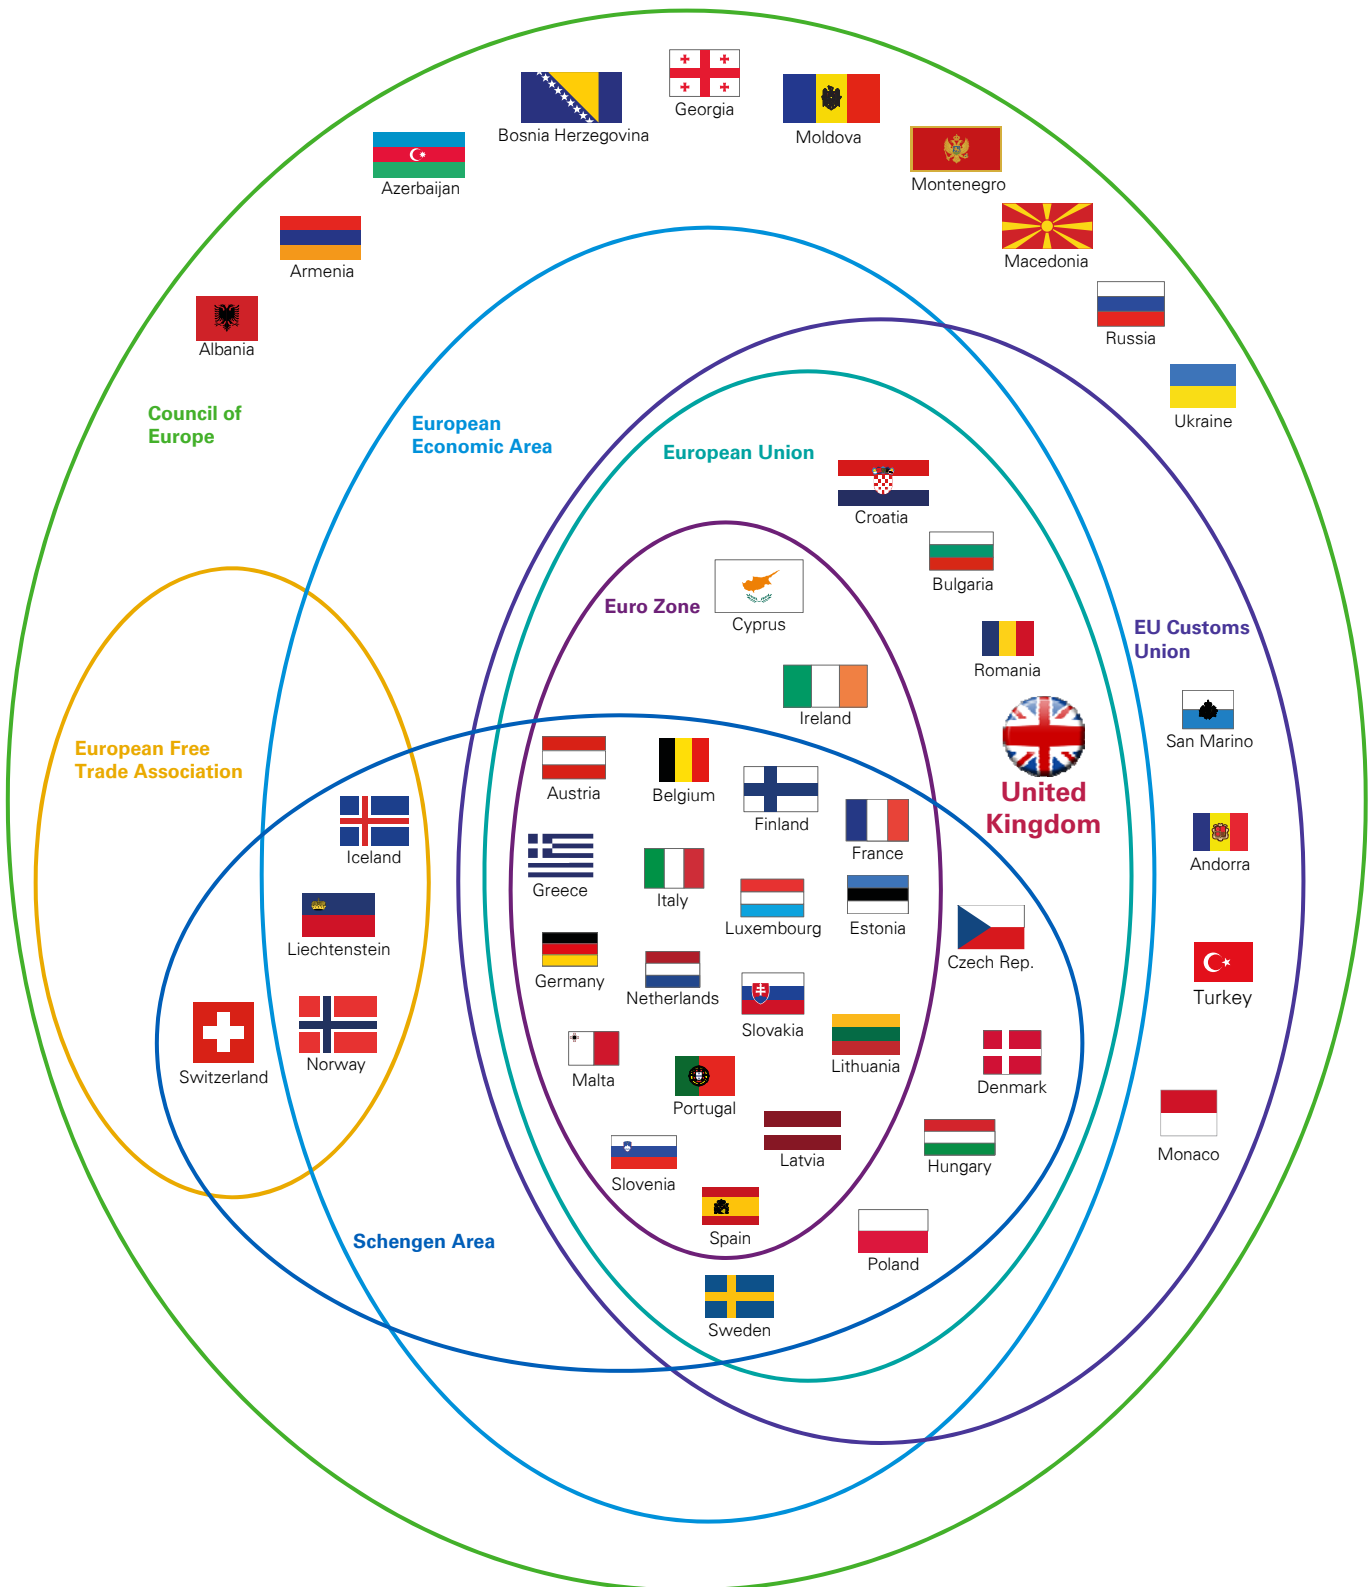 Georgia
Bosnia Herzegovina
Moldova
Azerbaijan
Montenegro
Armenia
Macedonia
Albania
Russia
Ukraine
Council of
Europe
European
Economic Area
European Union
Croatia
Bulgaria
Euro Zone
Cyprus
EU Customs
Union
Romania
Ireland
San Marino
European Free
Trade Association
Austria
Belgium
Finland
United
Kingdom
Iceland
France
Andorra
Greece
Italy
Luxembourg
Estonia
Liechtenstein
Czech Rep.
Germany
Netherlands
Turkey
Slovakia
Switzerland
Norway
Malta
Lithuania
Denmark
Portugal
Latvia
Hungary
Monaco
Slovenia
Schengen Area
Spain
Poland
Sweden